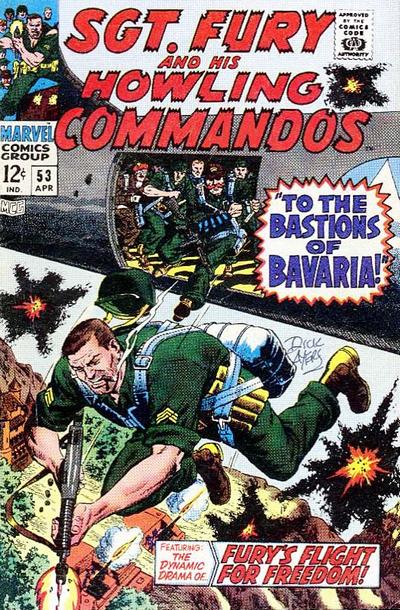 SGT. FURY
AND HIS
HOWLING
COMMANDOS
APPROVED
BY THE
COMICS
CODE
AUTHORITY
MARVEL
COMICS
GROUP
12¢
IND.
53
APR
MCG
"TO THE
BASTIONS
OF
BAVARIA!"
DICK
AYERS
FEATURING:
THE
DYNAMIC
DRAMA OF...
FURY'S FLIGHT
FOR FREEDOM!